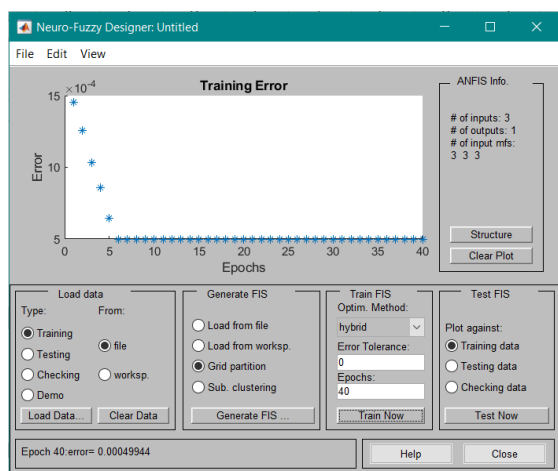 Neuro-Fuzzy Designer: Untitled
File Edit View
×10⁻⁴
Training Error
15
10
5
Error
0 5 10 15 20 25 30 35 40
Epochs
ANFIS Info.
# of inputs: 3
# of outputs: 1
# of input mfs:
3 3 3
Structure
Clear Plot
Load data
Type: From:
Training
Testing
Checking
Demo
file
worksp.
Load Data... Clear Data
Generate FIS
Load from file
Load from worksp.
Grid partition
Sub. clustering
Generate FIS ...
Train FIS
Optim. Method:
hybrid
Error Tolerance:
0
Epochs:
40
Train Now
Test FIS
Plot against:
Training data
Testing data
Checking data
Test Now
Epoch 40:error= 0.00049944
Help Close